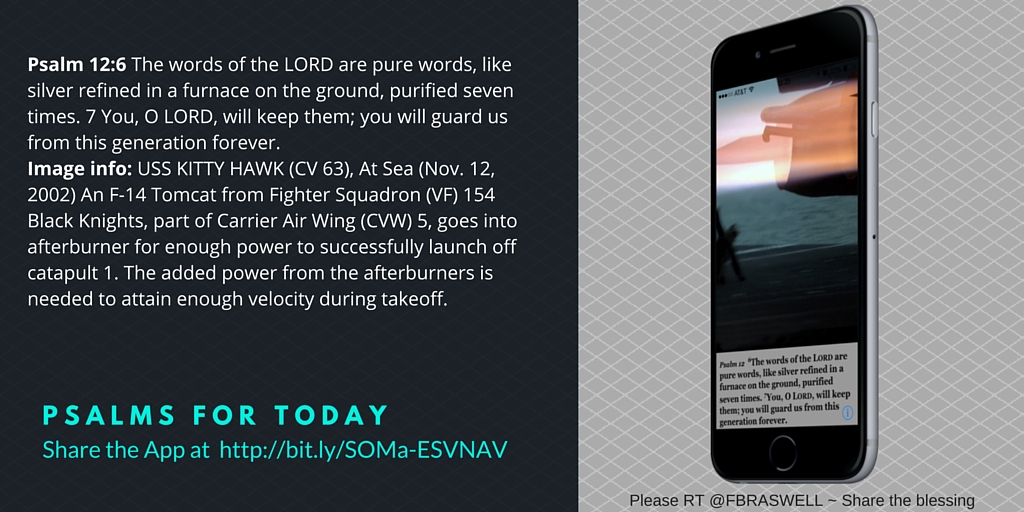 Psalm 12:6 The words of the LORD are pure words, like
silver refined in a furnace on the ground, purified seven
times. 7 You, O LORD, will keep them; you will guard us
from this generation forever.
Image info: USS KITTY HAWK (CV 63), At Sea (Nov. 12,
2002) An F-14 Tomcat from Fighter Squadron (VF) 154
Black Knights, part of Carrier Air Wing (CVW) 5, goes into
afterburner for enough power to successfully launch off
catapult 1. The added power from the afterburners is
needed to attain enough velocity during takeoff.
PSALMS FOR TODAY
Share the App at http://bit.ly/SOMa-ESVNAV
AT&T
Psalm 12 ⁶The words of the LORD are
pure words, like silver refined in a
furnace on the ground, purified
seven times. ⁷You, O LORD, will keep
them; you will guard us from this
generation forever.
Please RT @FBRASWELL ~ Share the blessing